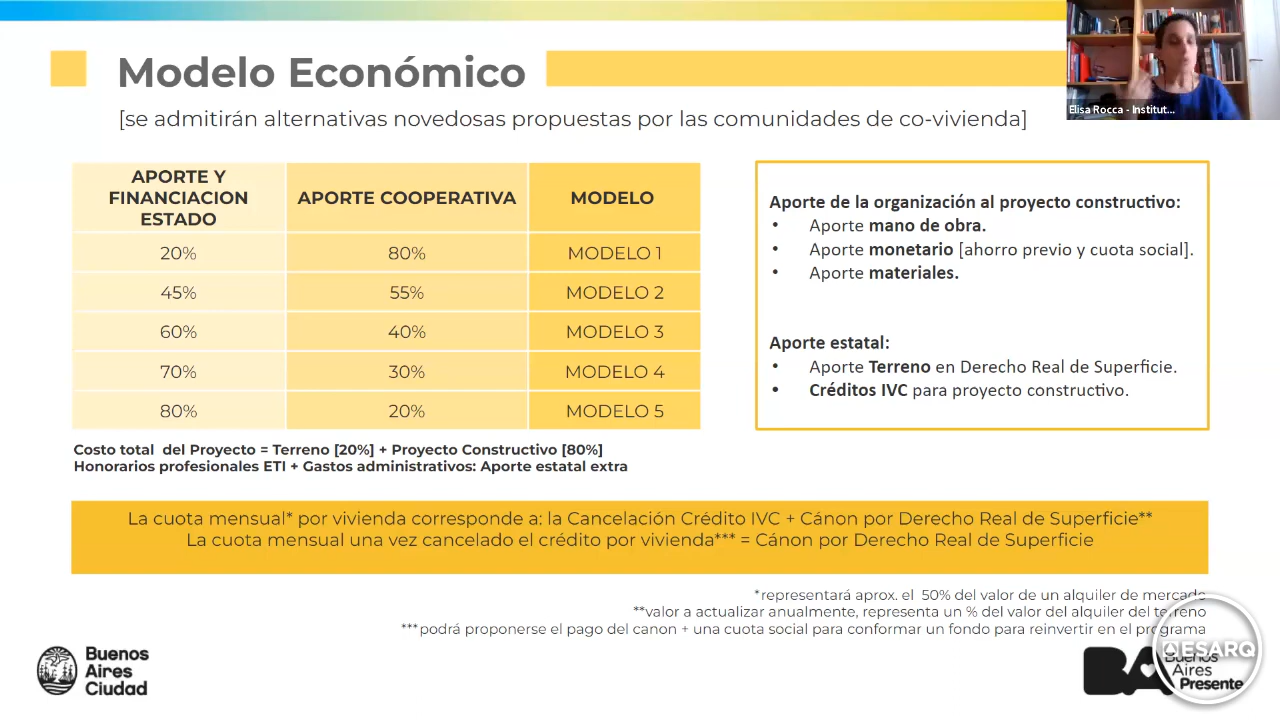 Modelo Económico
[se admitirán alternativas novedosas propuestas por las comunidades de co-vivienda]
Elisa Rocca - Institut...
APORTE Y
FINANCIACION
ESTADO
APORTE COOPERATIVA
MODELO
20% 80% MODELO 1
45% 55% MODELO 2
60% 40% MODELO 3
70% 30% MODELO 4
80% 20% MODELO 5
Costo total del Proyecto = Terreno [20%] + Proyecto Constructivo [80%]
Honorarios profesionales ETI + Gastos administrativos: Aporte estatal extra
Aporte de la organización al proyecto constructivo:
• Aporte mano de obra.
• Aporte monetario [ahorro previo y cuota social].
• Aporte materiales.
Aporte estatal:
• Aporte Terreno en Derecho Real de Superficie.
• Créditos IVC para proyecto constructivo.
La cuota mensual* por vivienda corresponde a: la Cancelación Crédito IVC + Cánon por Derecho Real de Superficie**
La cuota mensual una vez cancelado el crédito por vivienda*** = Cánon por Derecho Real de Superficie
*representará aprox. el 50% del valor de un alquiler de mercado
**valor a actualizar anualmente, representa un % del valor del alquiler del terreno
***podrá proponerse el pago del canon + una cuota social para conformar un fondo para reinvertir en el programa
Buenos
Aires
Ciudad
BA
Buenos
Aires
Presente
DESARQ